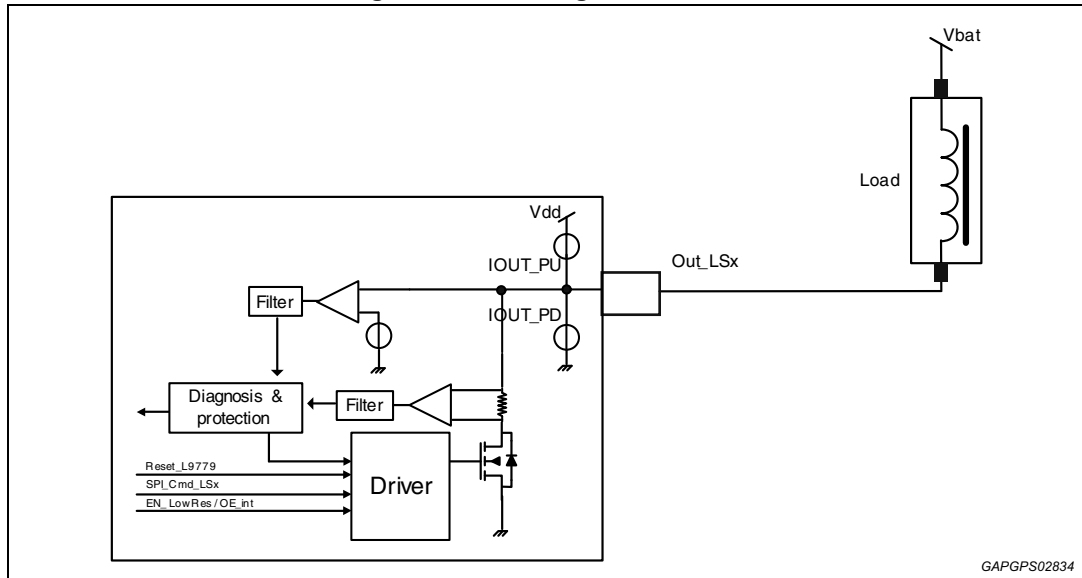 Vbat
Load
Vdd
IOUT_PU
Out_LSx
IOUT_PD
Filter
Diagnosis &
protection
Filter
Reset_L9779
SPI_Cmd_LSx
EN_LowRes / OE_int
Driver
GAPGPS02834